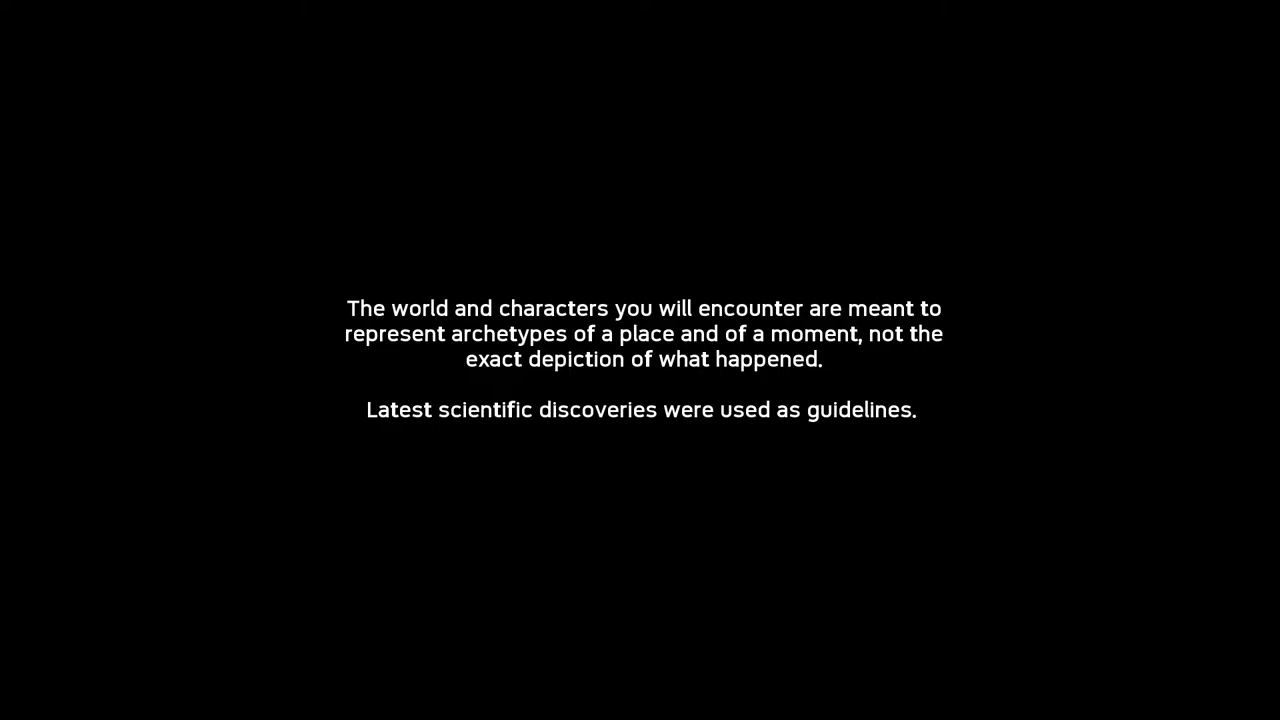 The world and characters you will encounter are meant to
represent archetypes of a place and of a moment, not the
exact depiction of what happened.
Latest scientific discoveries were used as guidelines.